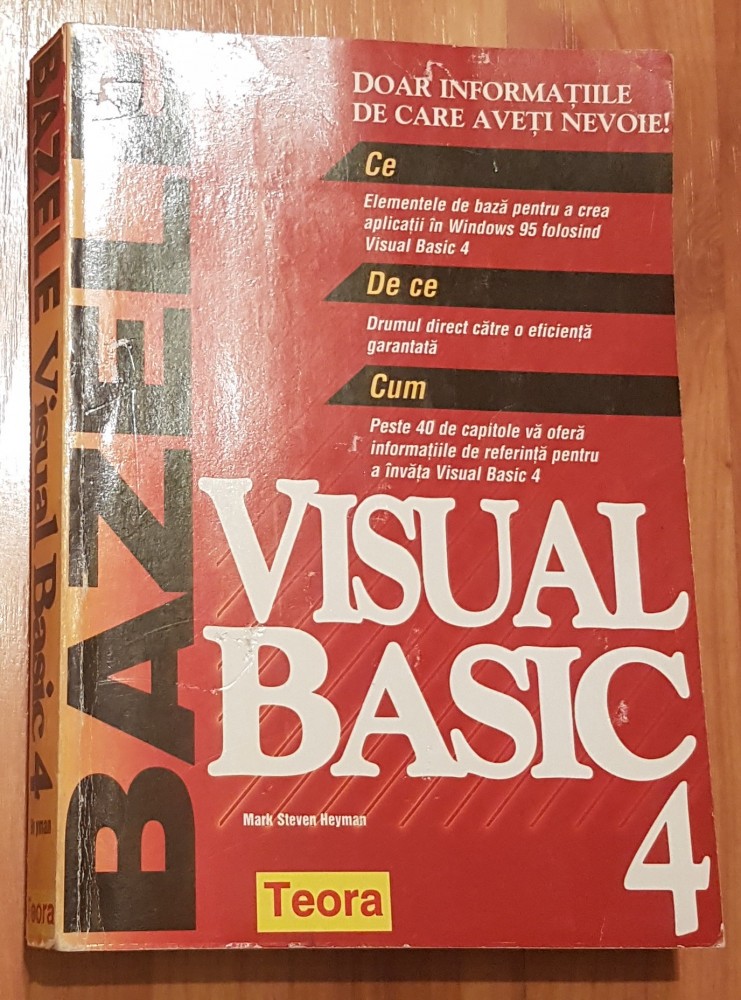 DOAR INFORMAȚIILE
DE CARE AVEȚI NEVOIE!
Ce
Elementele de bază pentru a crea
aplicații în Windows 95 folosind
Visual Basic 4
De ce
Drumul direct către o eficiență
garantată
Cum
Peste 40 de capitole vă oferă
informațiile de referință pentru
a învăța Visual Basic 4
BAZELE
VISUAL
BASIC
4
Mark Steven Heyman
Teora
BAZELE Visual Basic 4
Teora